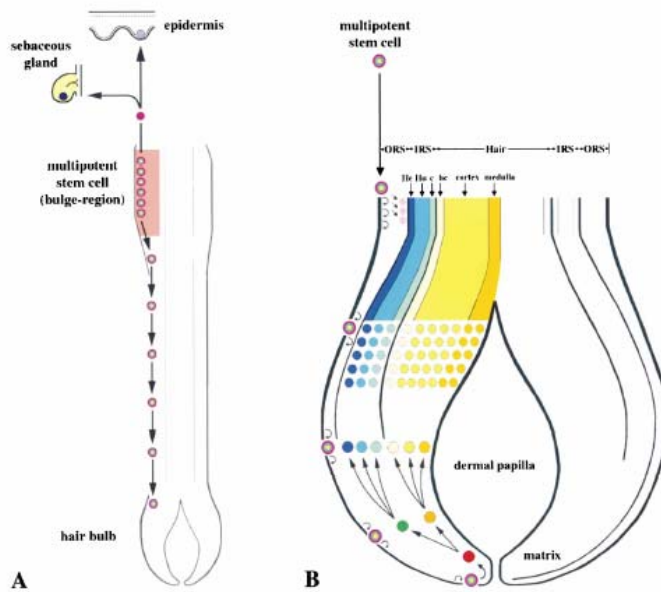 epidermis
sebaceous
gland
multipotent
stem cell
(bulge-region)
hair bulb
A
multipotent
stem cell
ORS IRS Hair IRS ORS
He Hu c hc cortex medulla
dermal papilla
matrix
B